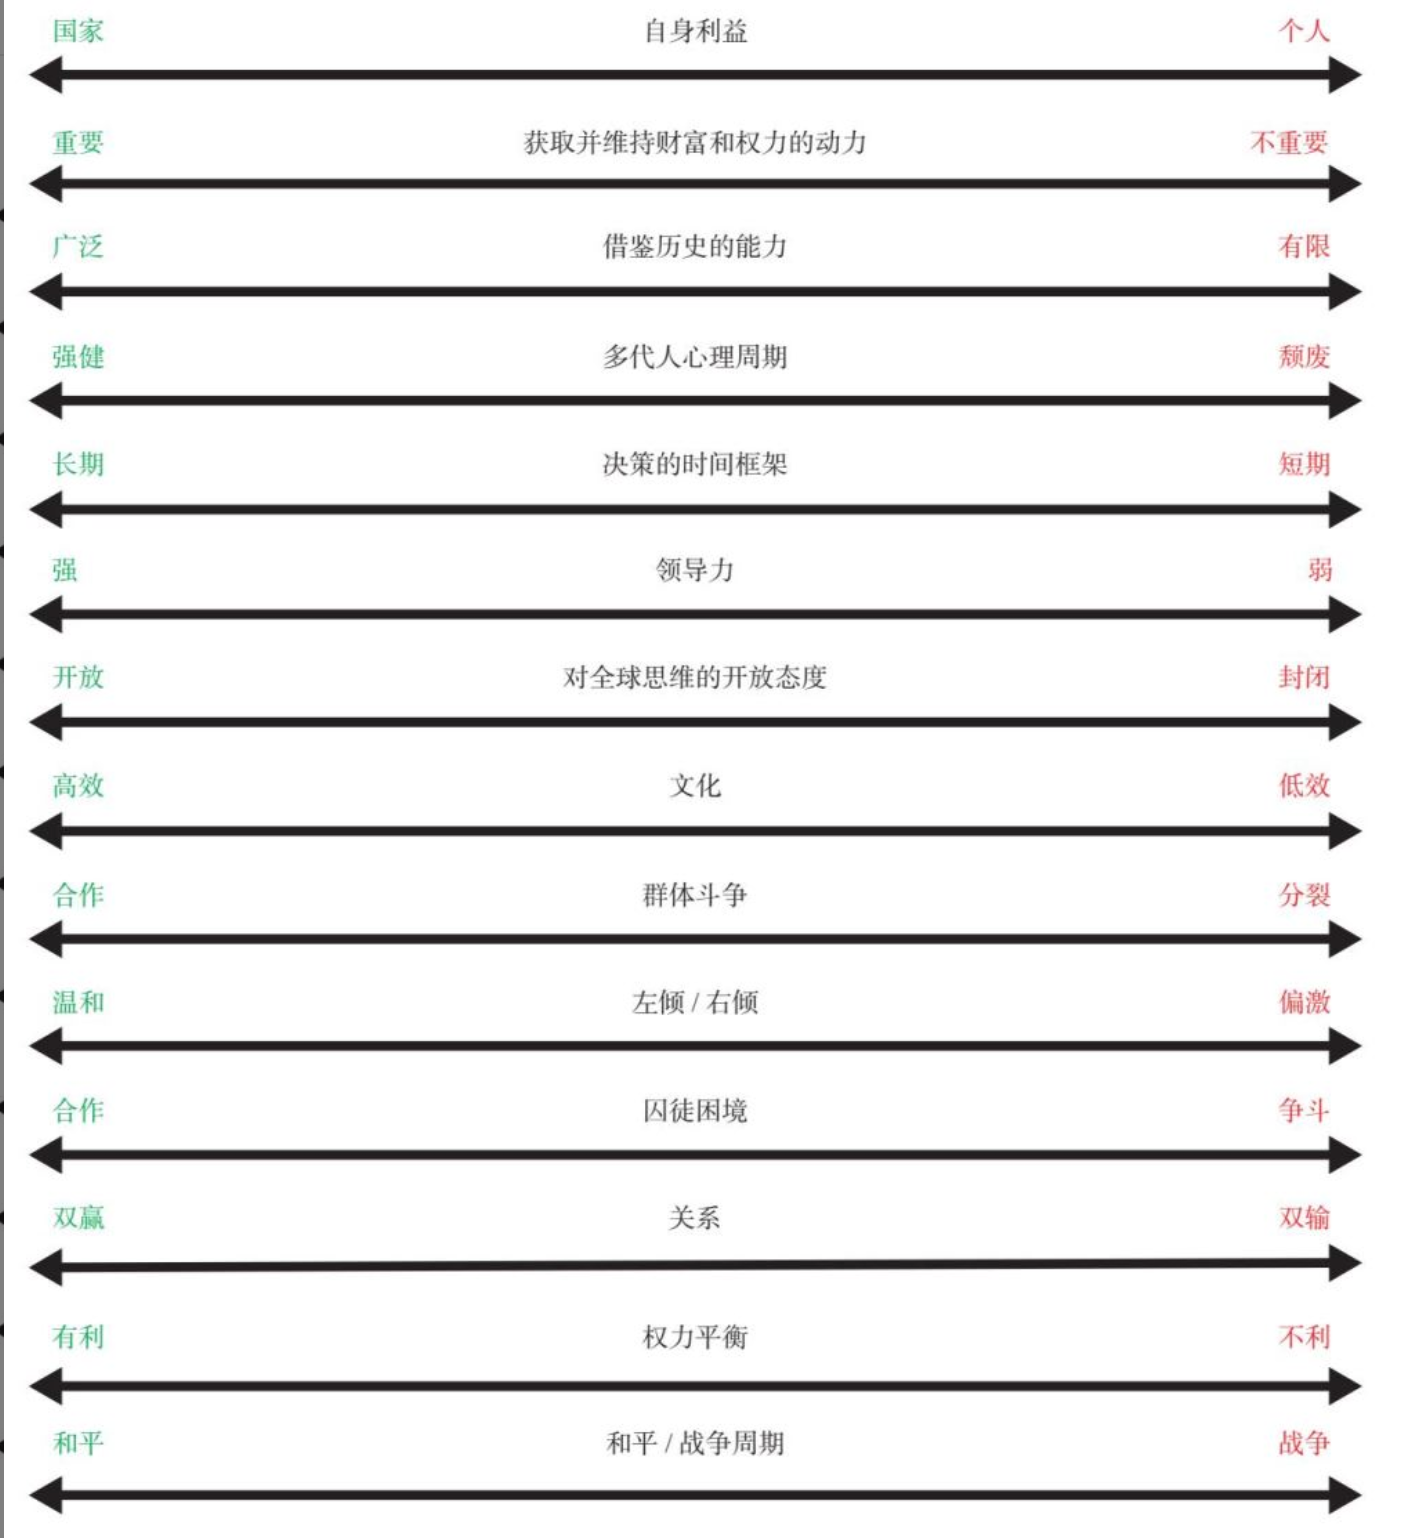 国家 自身利益 个人
重要 获取并维持财富和权力的动力 不重要
广泛 借鉴历史的能力 有限
强健 多代人心理周期 颓废
长期 决策的时间框架 短期
强 领导力 弱
开放 对全球思维的开放态度 封闭
高效 文化 低效
合作 群体斗争 分裂
温和 左倾 / 右倾 偏激
合作 囚徒困境 争斗
双赢 关系 双输
有利 权力平衡 不利
和平 和平 / 战争周期 战争